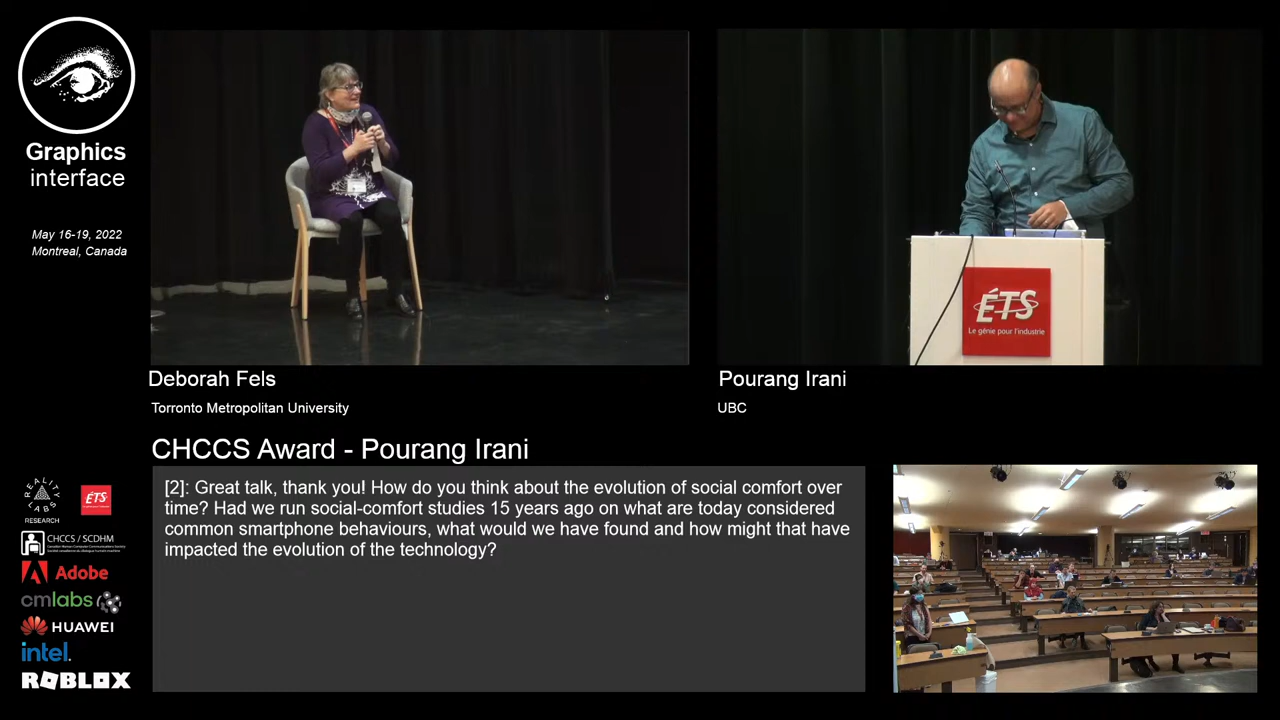 Graphics
interface
May 16-19, 2022
Montreal, Canada
ÉTS
Le génie pour l'industrie
Deborah Fels
Torronto Metropolitan University
Pourang Irani
UBC
CHCCS Award - Pourang Irani
[2]: Great talk, thank you! How do you think about the evolution of social comfort over
time? Had we run social-comfort studies 15 years ago on what are today considered
common smartphone behaviours, what would we have found and how might that have
impacted the evolution of the technology?
REALITY LABS
RESEARCH
ÉTS
CHCCS / SCDHM
Adobe
cmlabs
HUAWEI
intel.
ROBLOX